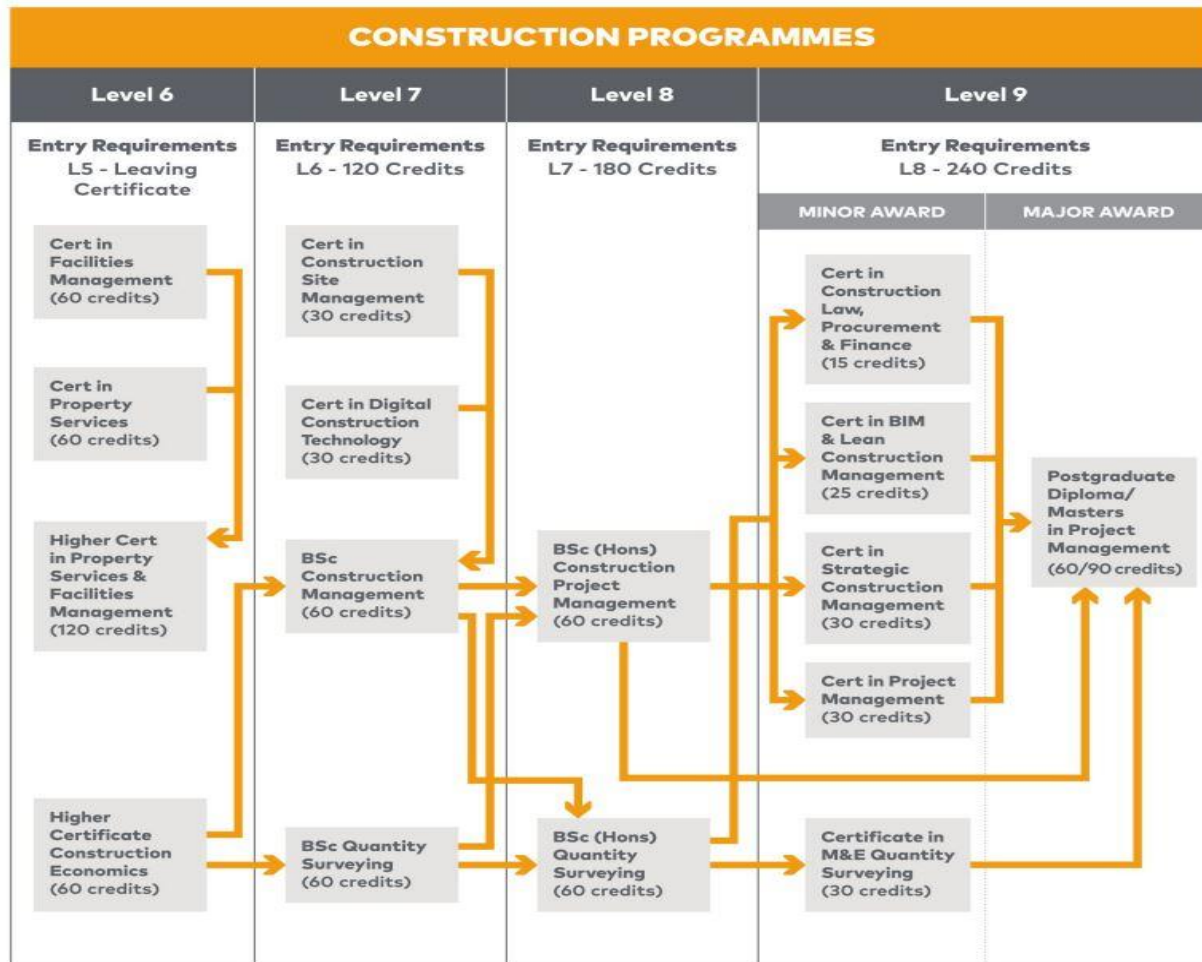 CONSTRUCTION PROGRAMMES
Level 6
Level 7
Level 8
Level 9
Entry Requirements
L5 - Leaving
Certificate
Entry Requirements
L6 - 120 Credits
Entry Requirements
L7 - 180 Credits
Entry Requirements
L8 - 240 Credits
MINOR AWARD
MAJOR AWARD
Cert in
Facilities
Management
(60 credits)
Cert in
Property
Services
(60 credits)
Higher Cert
in Property
Services &
Facilities
Management
(120 credits)
Higher
Certificate
Construction
Economics
(60 credits)
Cert in
Construction
Site
Management
(30 credits)
Cert in Digital
Construction
Technology
(30 credits)
BSc
Construction
Management
(60 credits)
BSc Quantity
Surveying
(60 credits)
BSc (Hons)
Construction
Project
Management
(60 credits)
BSc (Hons)
Quantity
Surveying
(60 credits)
Cert in
Construction
Law,
Procurement
& Finance
(15 credits)
Cert in BIM
& Lean
Construction
Management
(25 credits)
Cert in
Strategic
Construction
Management
(30 credits)
Cert in Project
Management
(30 credits)
Certificate in
M&E Quantity
Surveying
(30 credits)
Postgraduate
Diploma/
Masters
in Project
Management
(60/90 credits)